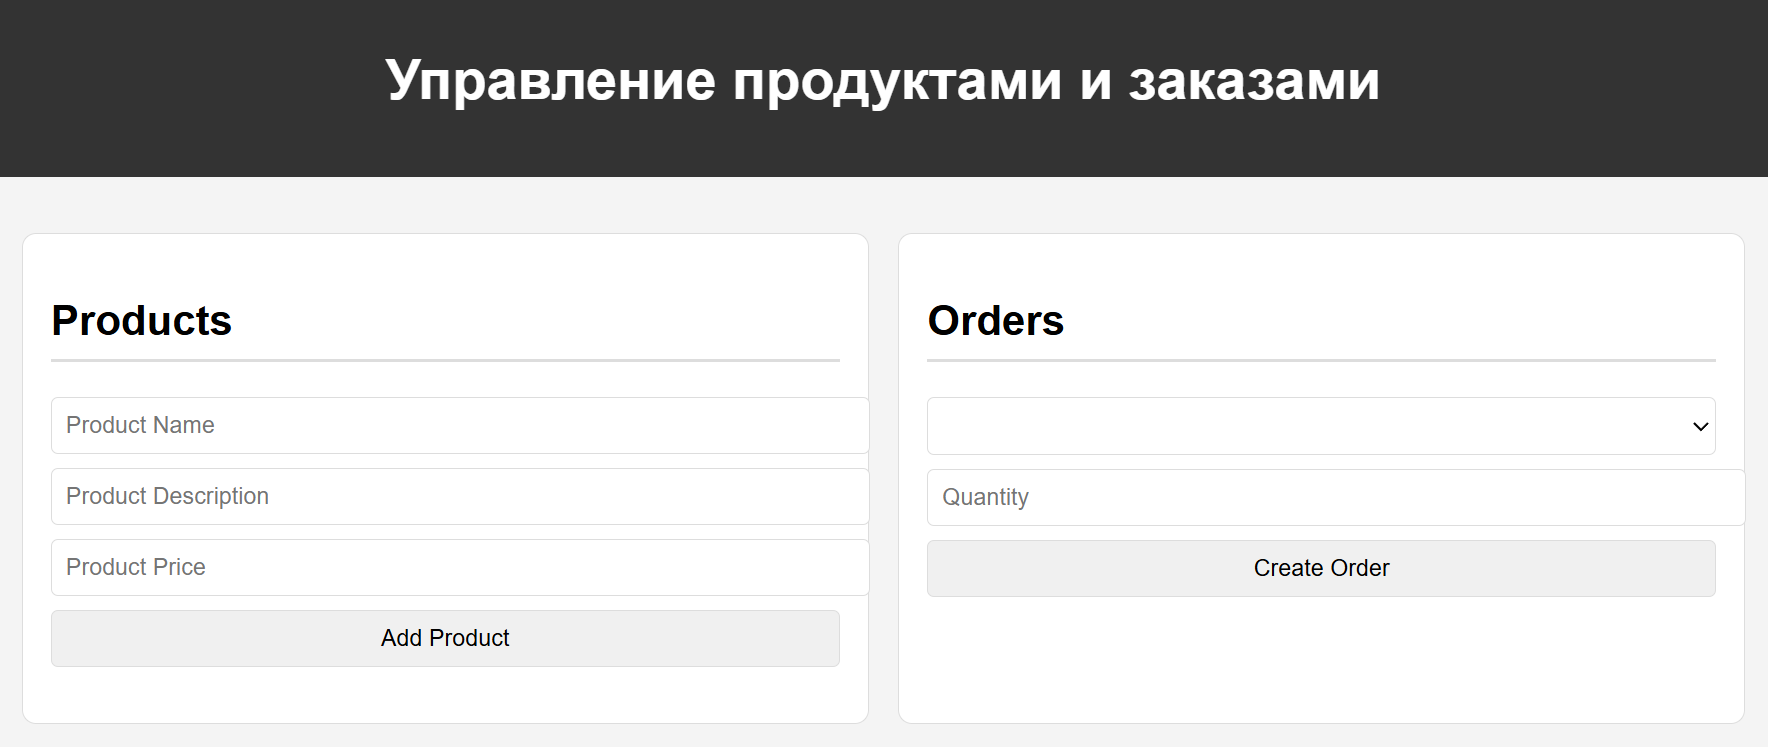 Управление продуктами и заказами
Products
Product Name
Product Description
Product Price
Add Product
Orders
Quantity
Create Order